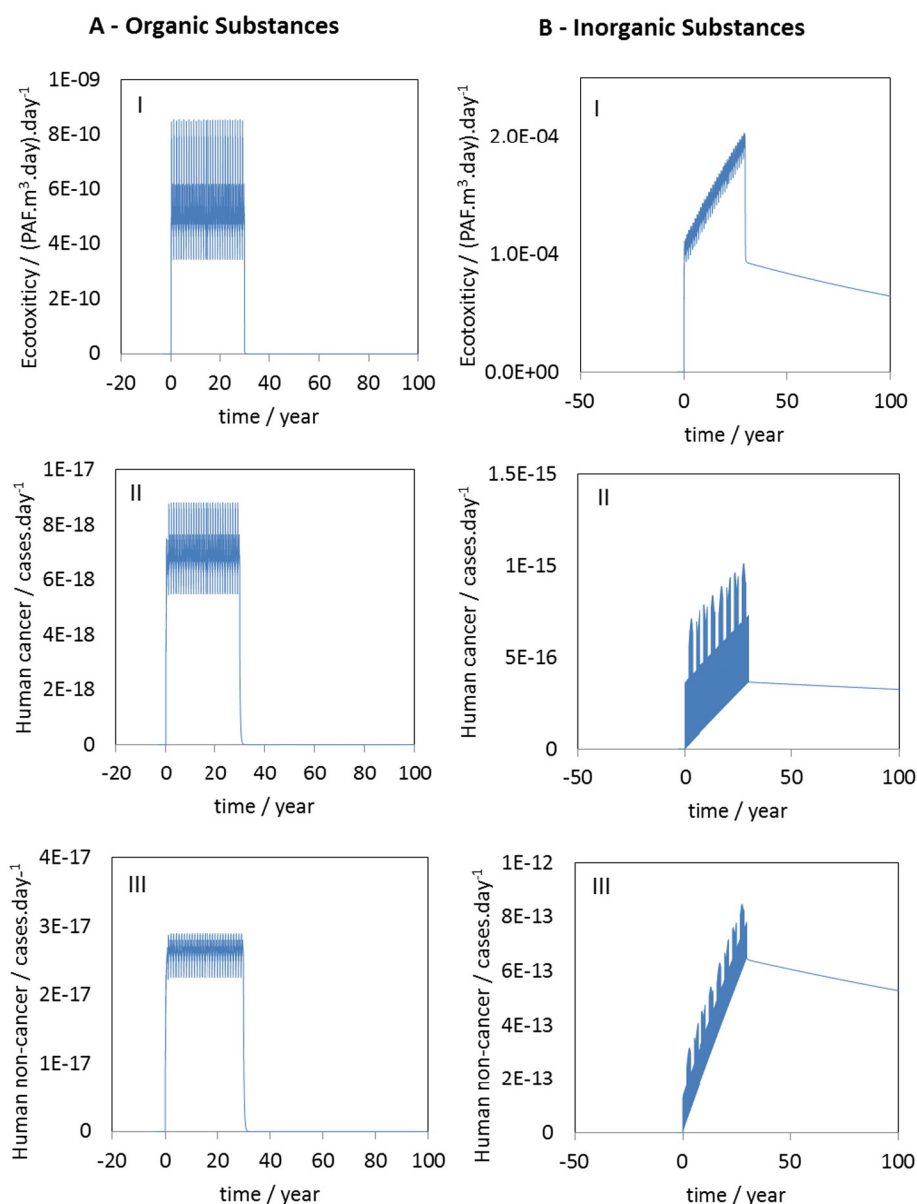 A - Organic Substances
I
Ecotoxiticy / (PAF.m³.day).day⁻¹
1E-09
8E-10
6E-10
4E-10
2E-10
0
-20 0 20 40 60 80 100
time / year
II
Human cancer / cases.day⁻¹
1E-17
8E-18
6E-18
4E-18
2E-18
0
-20 0 20 40 60 80 100
time / year
III
Human non-cancer / cases.day-¹
4E-17
3E-17
2E-17
1E-17
0
-20 0 20 40 60 80 100
time / year
B - Inorganic Substances
I
Ecotoxiticy / (PAF.m³.day).day⁻¹
2.0E-04
1.0E-04
0.0E+00
-50 0 50 100
time / year
II
Human cancer / cases.day⁻¹
1.5E-15
1E-15
5E-16
0
-50 0 50 100
time / year
III
Human non-cancer / cases.day⁻¹
1E-12
8E-13
6E-13
4E-13
2E-13
0
-50 0 50 100
time / year